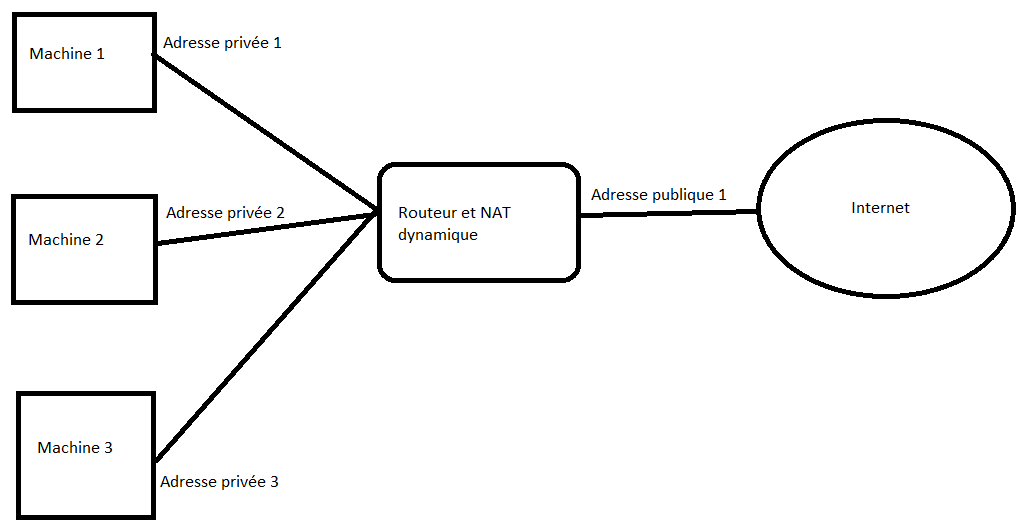 Machine 1
Adresse privée 1
Machine 2
Adresse privée 2
Machine 3
Adresse privée 3
Routeur et NAT
dynamique
Adresse publique 1
Internet